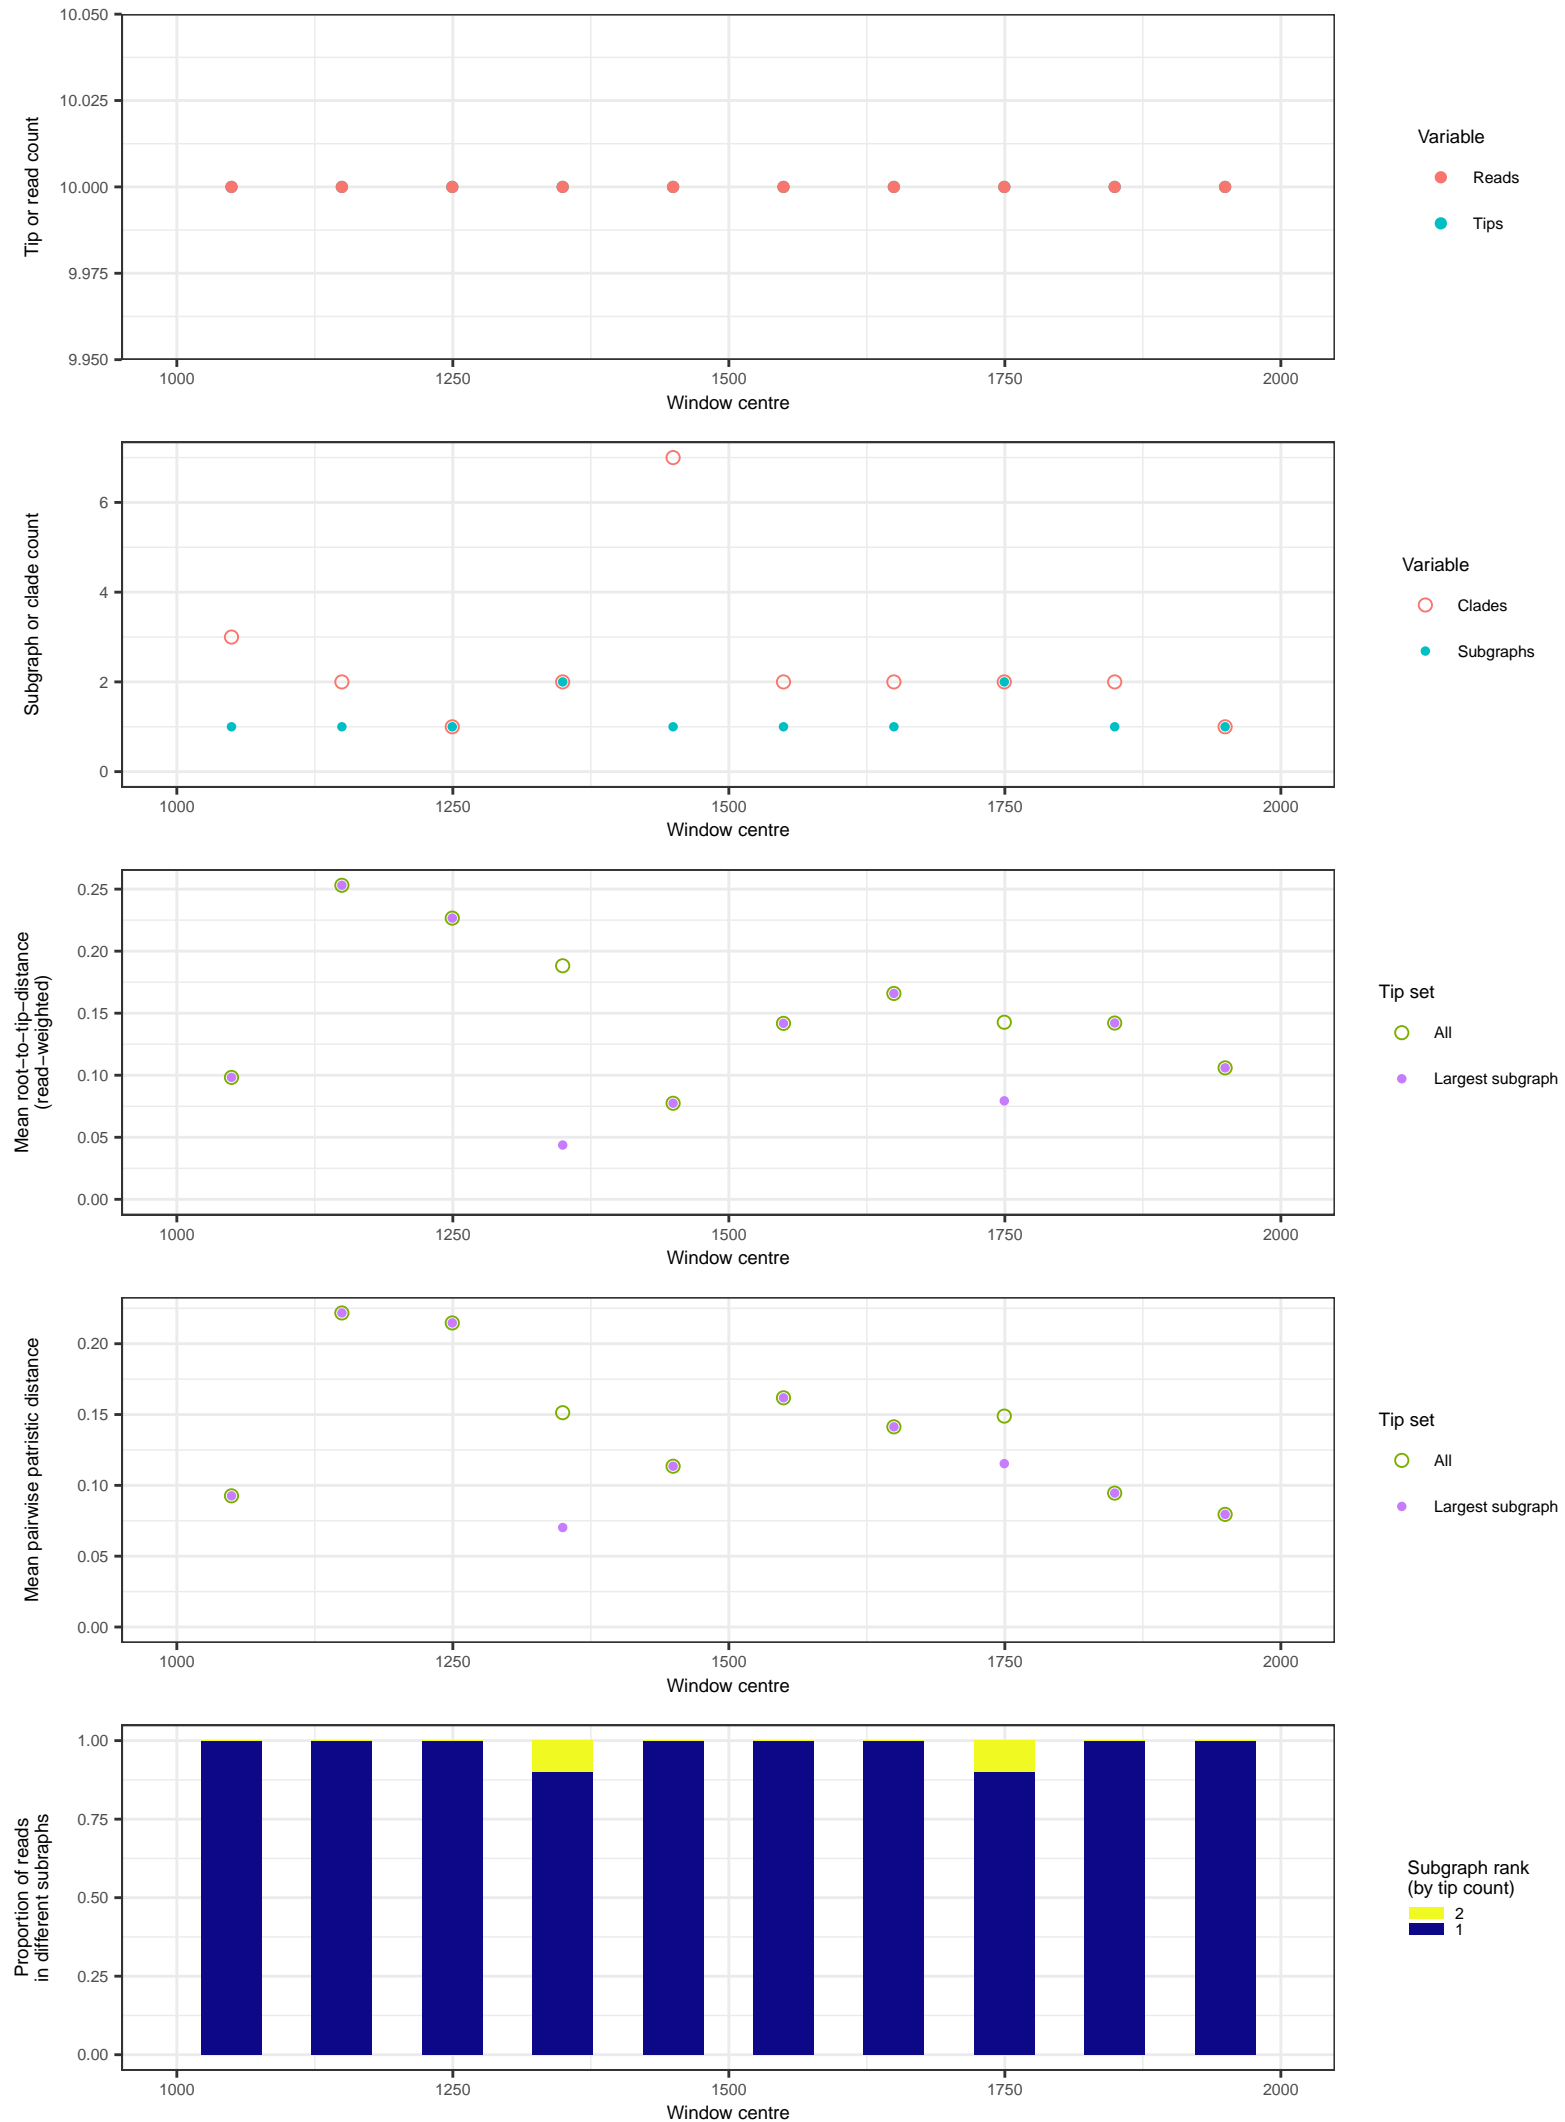 10.050
10.025
10.000
9.975
9.950
Tip or read count
1000 1250 1500 1750 2000
Window centre
Variable
Reads
Tips
6
4
2
0
Subgraph or clade count
1000 1250 1500 1750 2000
Window centre
Variable
Clades
Subgraphs
0.25
0.20
0.15
0.10
0.05
0.00
Mean root−to−tip−distance
(read−weighted)
1000 1250 1500 1750 2000
Window centre
Tip set
All
Largest subgraph
0.20
0.15
0.10
0.05
0.00
Mean pairwise patristic distance
1000 1250 1500 1750 2000
Window centre
Tip set
All
Largest subgraph
1.00
0.75
0.50
0.25
0.00
Proportion of reads
in different subraphs
1000 1250 1500 1750 2000
Window centre
Subgraph rank
(by tip count)
2
1